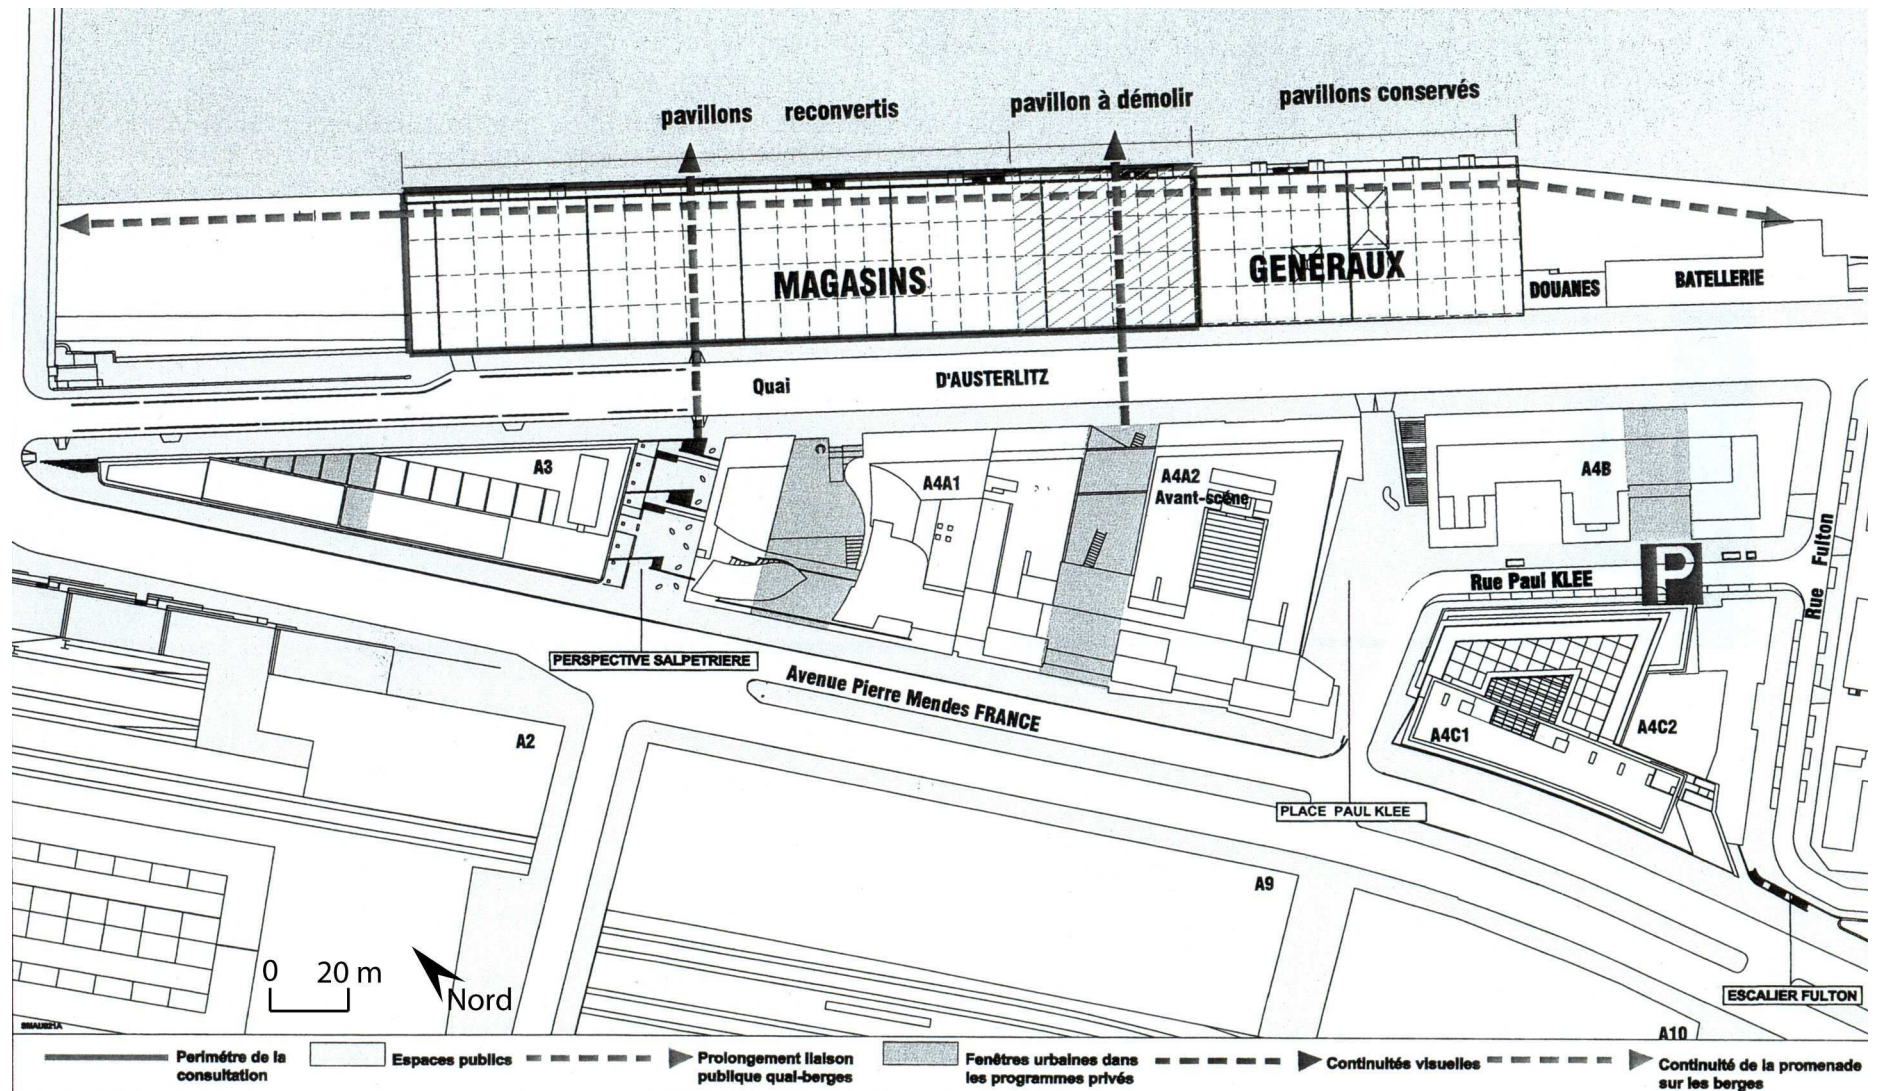 pavillons reconvertis
pavillon à démolir
pavillons conservés
MAGASINS
GENERAUX
DOUANES
BATELLERIE
Quai D'AUSTERLITZ
A3
A4A1
A4A2
Avant-scéne
A4B
Rue Paul KLEE
P
Rue Fulton
PERSPECTIVE SALPETRIERE
Avenue Pierre Mendes FRANCE
A2
A4C1
A4C2
PLACE PAUL KLEE
A9
ESCALIER FULTON
A10
0 20 m
Nord
Perimétre de la
consultation
Espaces publics
Prolongement liaison
publique quai-berges
Fenêtres urbaines dans
les programmes privés
Continuités visuelles
Continuité de la promenade
sur les berges